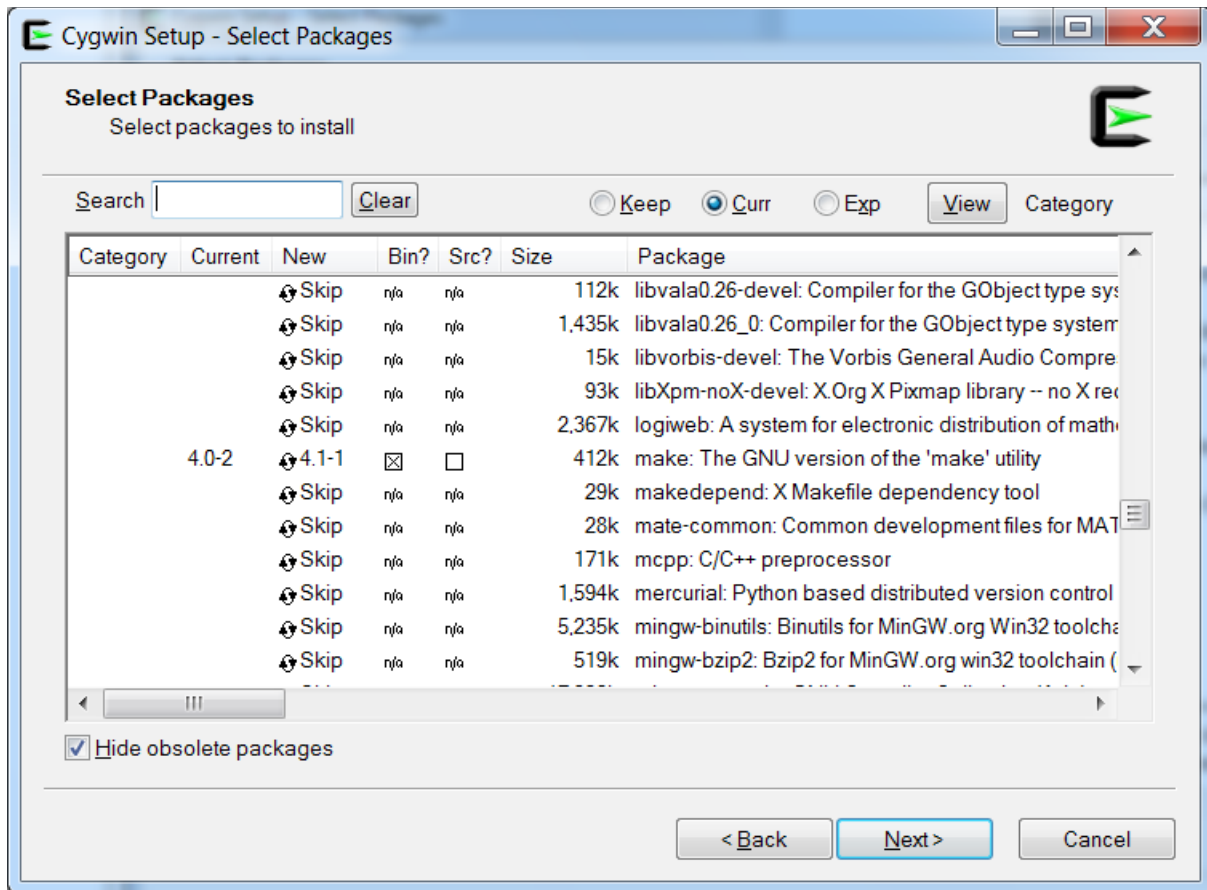 Cygwin Setup - Select Packages
Select Packages
Select packages to install
Search Clear Keep Curr Exp View Category
Category Current New Bin? Src? Size Package
Skip n/a n/a 112k libvala0.26-devel: Compiler for the GObject type sys
Skip n/a n/a 1,435k libvala0.26_0: Compiler for the GObject type system
Skip n/a n/a 15k libvorbis-devel: The Vorbis General Audio Compre
Skip n/a n/a 93k libXpm-noX-devel: X.Org X Pixmap library -- no X rec
Skip n/a n/a 2,367k logiweb: A system for electronic distribution of mathe
4.0-2 4.1-1 412k make: The GNU version of the 'make' utility
Skip n/a n/a 29k makedepend: X Makefile dependency tool
Skip n/a n/a 28k mate-common: Common development files for MAT
Skip n/a n/a 171k mcpp: C/C++ preprocessor
Skip n/a n/a 1,594k mercurial: Python based distributed version control
Skip n/a n/a 5,235k mingw-binutils: Binutils for MinGW.org Win32 toolcha
Skip n/a n/a 519k mingw-bzip2: Bzip2 for MinGW.org win32 toolchain (
Hide obsolete packages
< Back Next > Cancel